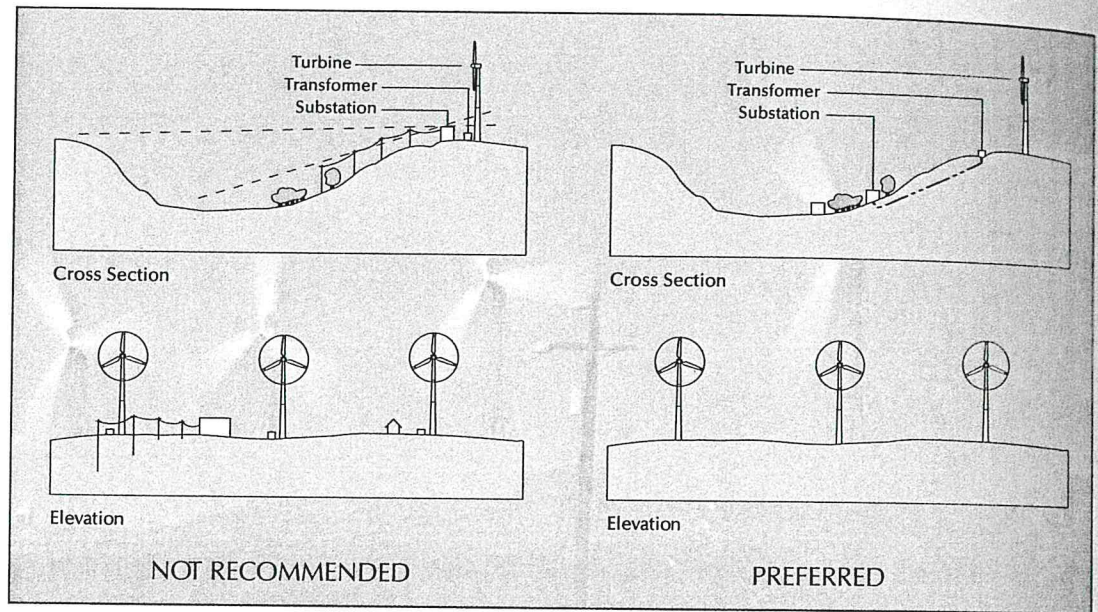 Turbine
Transformer
Substation
Cross Section
Elevation
NOT RECOMMENDED
Turbine
Transformer
Substation
Cross Section
Elevation
PREFERRED